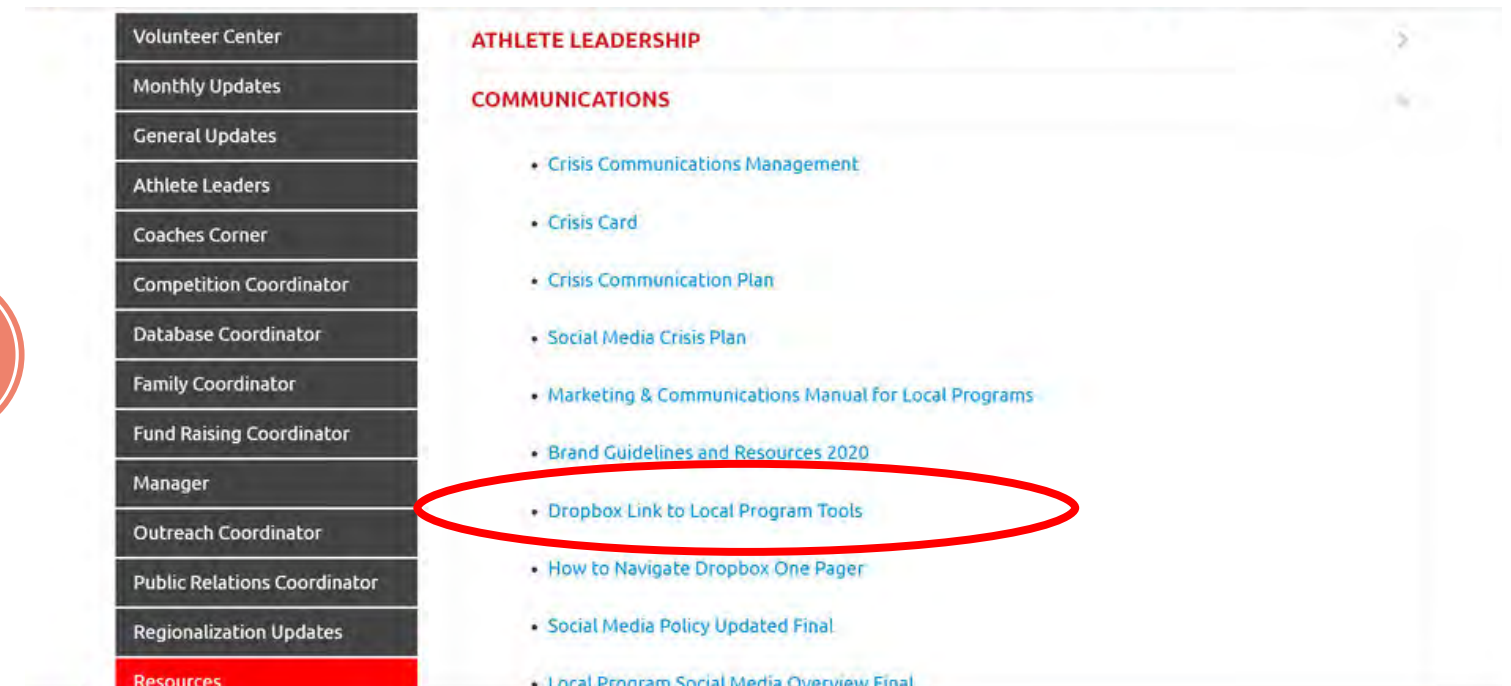 Volunteer Center
Monthly Updates
General Updates
Athlete Leaders
Coaches Corner
Competition Coordinator
Database Coordinator
Family Coordinator
Fund Raising Coordinator
Manager
Outreach Coordinator
Public Relations Coordinator
Regionalization Updates
Resources
ATHLETE LEADERSHIP
COMMUNICATIONS
• Crisis Communications Management
• Crisis Card
• Crisis Communication Plan
• Social Media Crisis Plan
• Marketing & Communications Manual for Local Programs
• Brand Guidelines and Resources 2020
• Dropbox Link to Local Program Tools
• How to Navigate Dropbox One Pager
• Social Media Policy Updated Final
• Local Program Social Media Overview Final